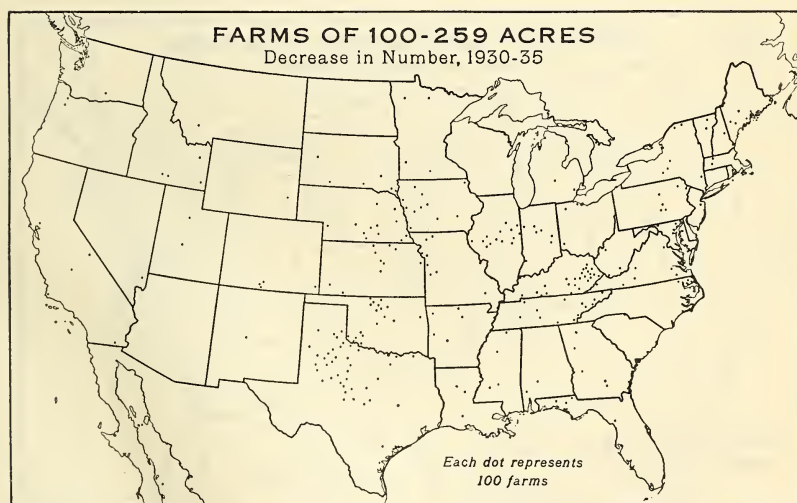 FARMS OF 100-259 ACRES
Decrease in Number, 1930-35
Each dot represents
100 farms